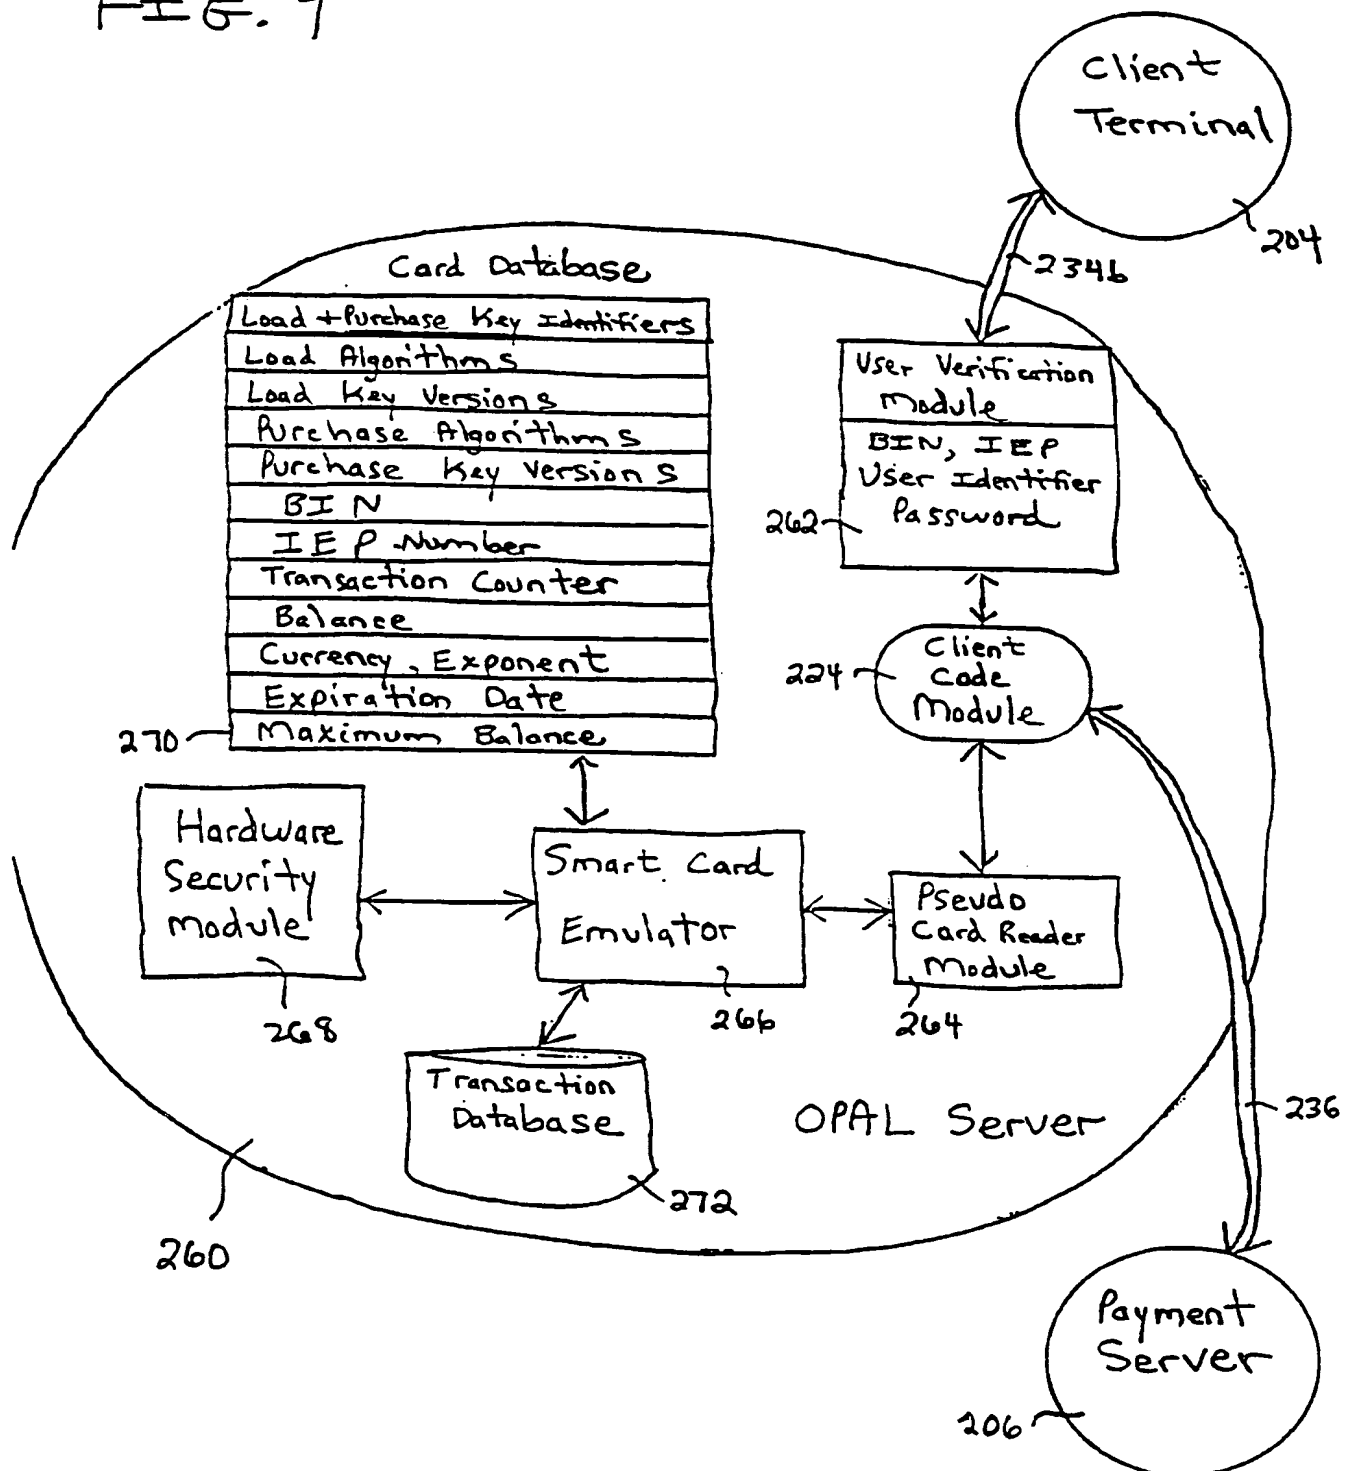 FIG. 7
Client
Terminal
204
234b
Card Database
Load + Purchase Key Identifiers
Load Algorithms
Load Key Versions
Purchase Algorithms
Purchase Key Versions
BIN
IEP Number
Transaction Counter
Balance
Currency, Exponent
Expiration Date
Maximum Balance
270
User Verification
Module
BIN, IEP
User Identifier
Password
262
Client
Code
Module
224
Hardware
Security
Module
268
Smart Card
Emulator
266
Pseudo
Card Reader
Module
264
Transaction
Database
272
OPAL Server
236
260
Payment
Server
206